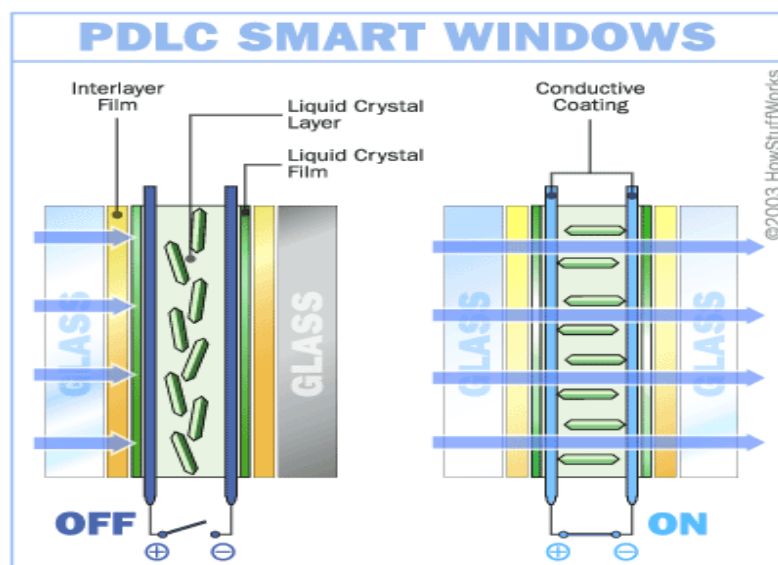 PDLC SMART WINDOWS
Interlayer
Film
Liquid Crystal
Layer
Liquid Crystal
Film
Conductive
Coating
©2003 HowStuffWorks
GLASS
GLASS
GLASS
GLASS
OFF
+
−
ON
+
−